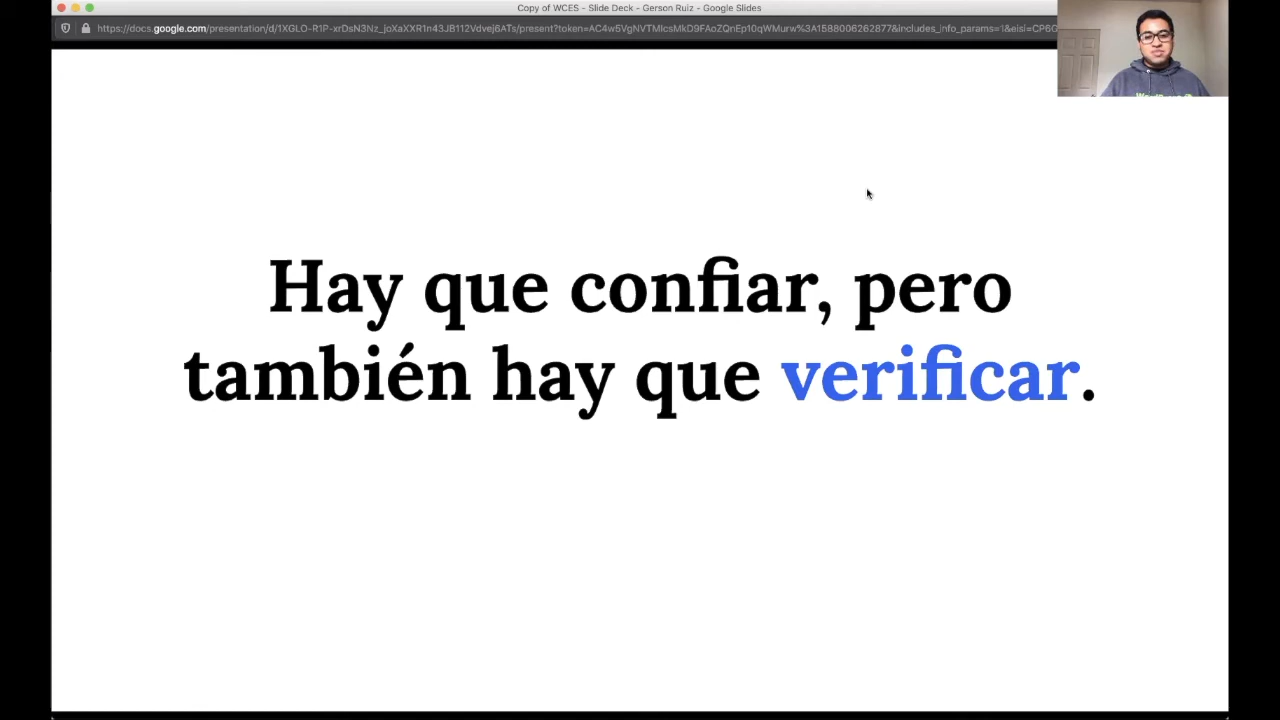 Copy of WCES - Slide Deck - Gerson Ruiz - Google Slides
Hay que confiar, pero
también hay que verificar.